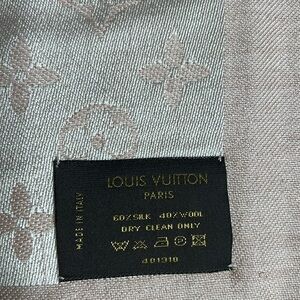 LOUIS VUITTON
PARIS
60%SILK 40%WOOL
DRY CLEAN ONLY
401310
MADE IN ITALY